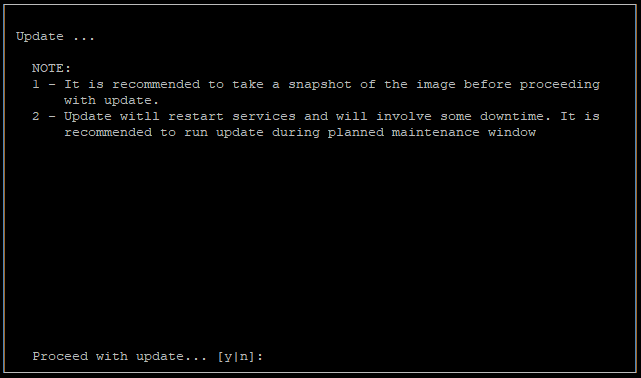 Update ...
NOTE:
1 - It is recommended to take a snapshot of the image before proceeding
with update.
2 - Update witll restart services and will involve some downtime. It is
recommended to run update during planned maintenance window
Proceed with update... [y|n]: